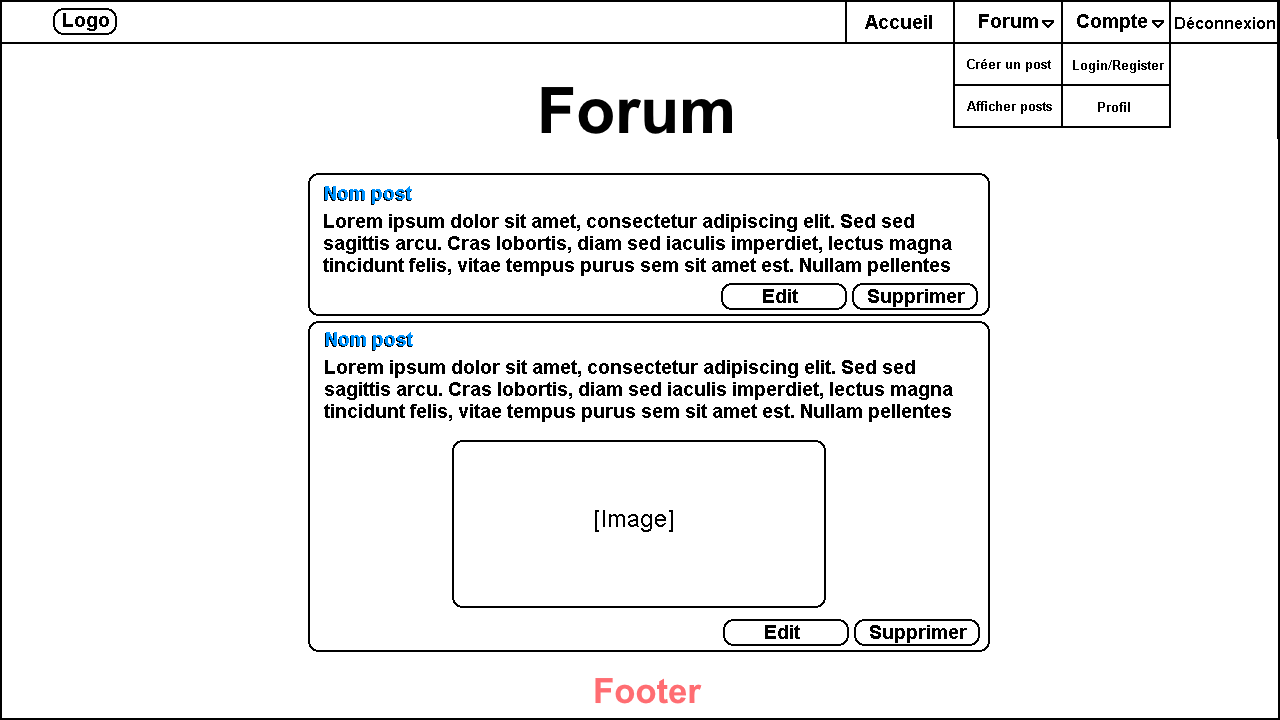 Logo
Accueil
Forum
Compte
Déconnexion
Créer un post
Login/Register
Afficher posts
Profil
Forum
Nom post
Lorem ipsum dolor sit amet, consectetur adipiscing elit. Sed sed
sagittis arcu. Cras lobortis, diam sed iaculis imperdiet, lectus magna
tincidunt felis, vitae tempus purus sem sit amet est. Nullam pellentes
Edit
Supprimer
Nom post
Lorem ipsum dolor sit amet, consectetur adipiscing elit. Sed sed
sagittis arcu. Cras lobortis, diam sed iaculis imperdiet, lectus magna
tincidunt felis, vitae tempus purus sem sit amet est. Nullam pellentes
[Image]
Edit
Supprimer
Footer